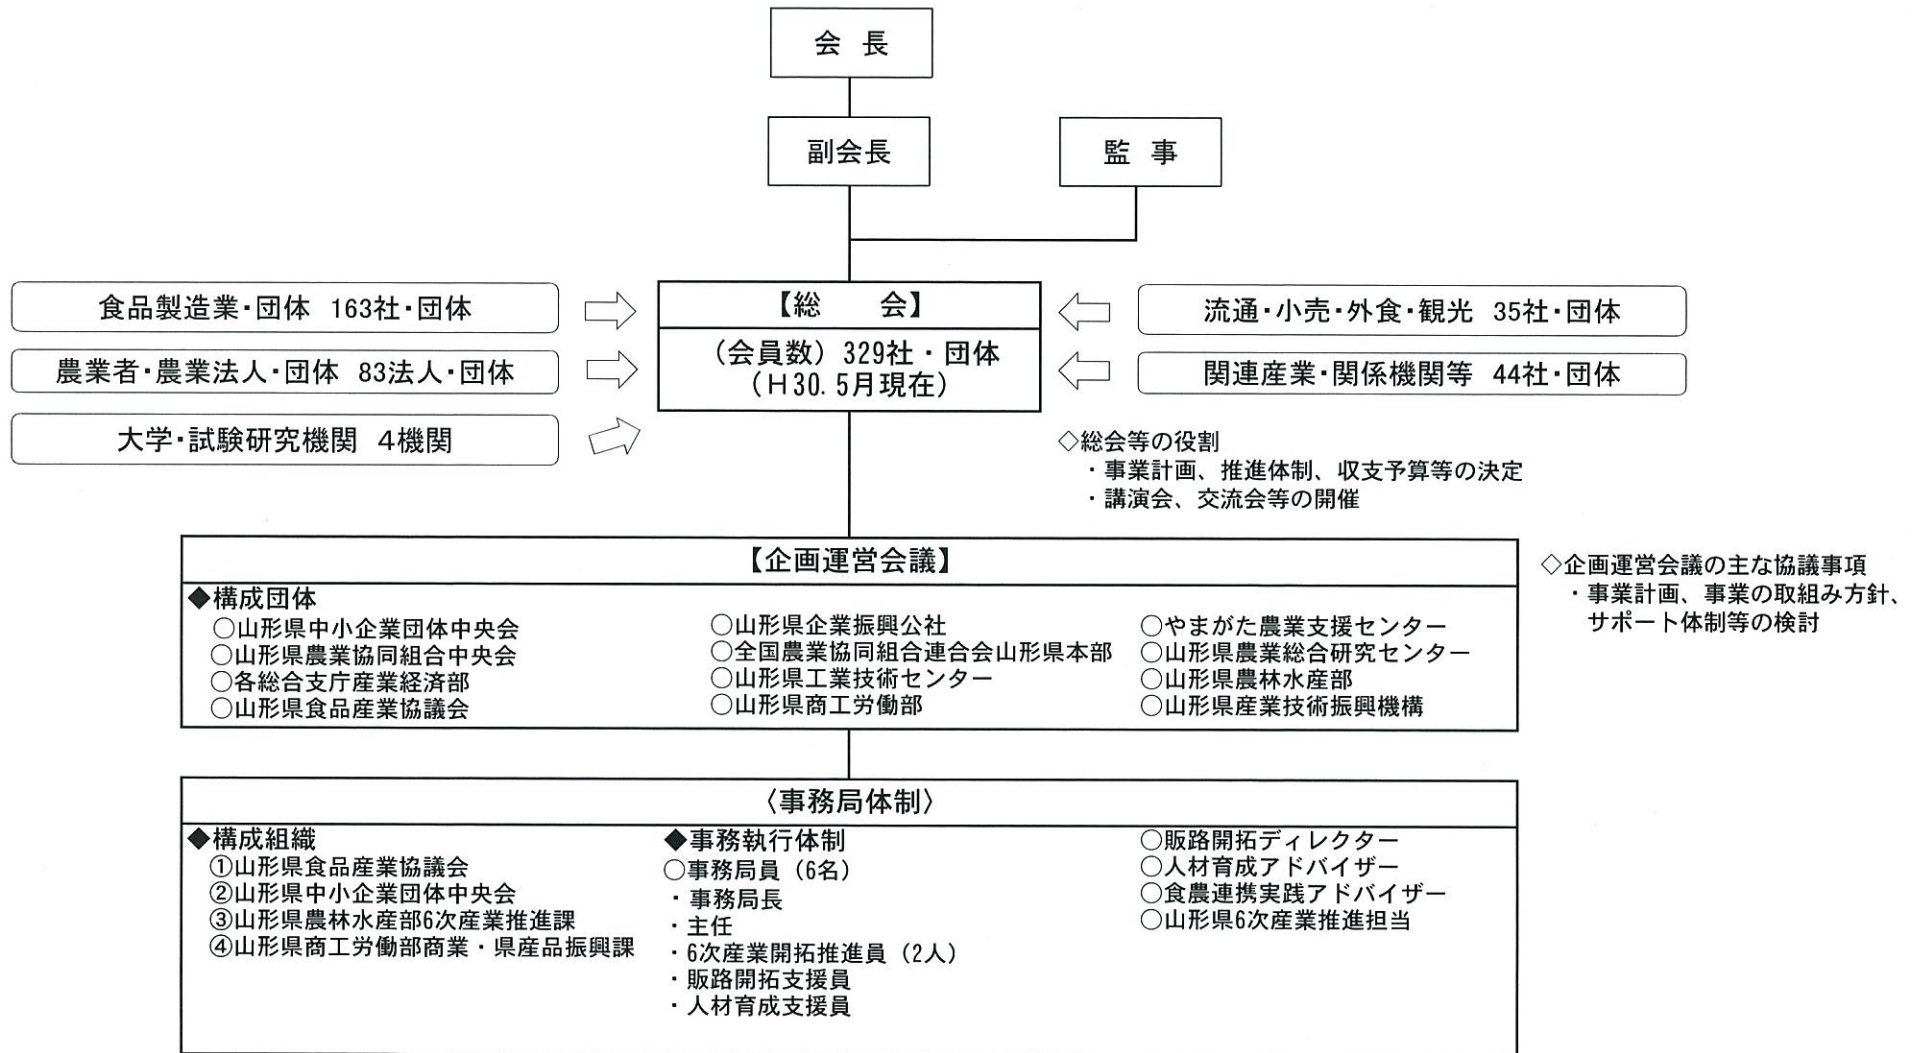 会 長
副会長
監 事
食品製造業・団体 163社・団体
農業者・農業法人・団体 83法人・団体
大学・試験研究機関 4機関
【総　　会】
（会員数）329社・団体
（H30.5月現在）
流通・小売・外食・観光 35社・団体
関連産業・関係機関等 44社・団体
◇総会等の役割
・事業計画、推進体制、収支予算等の決定
・講演会、交流会等の開催
【企画運営会議】
◆構成団体
○山形県中小企業団体中央会
○山形県農業協同組合中央会
○各総合支庁産業経済部
○山形県食品産業協議会
○山形県企業振興公社
○全国農業協同組合連合会山形県本部
○山形県工業技術センター
○山形県商工労働部
○やまがた農業支援センター
○山形県農業総合研究センター
○山形県農林水産部
○山形県産業技術振興機構
◇企画運営会議の主な協議事項
・事業計画、事業の取組み方針、
サポート体制等の検討
〈事務局体制〉
◆構成組織
①山形県食品産業協議会
②山形県中小企業団体中央会
③山形県農林水産部6次産業推進課
④山形県商工労働部商業・県産品振興課
◆事務執行体制
○事務局員（6名）
・事務局長
・主任
・6次産業開拓推進員（2人）
・販路開拓支援員
・人材育成支援員
○販路開拓ディレクター
○人材育成アドバイザー
○食農連携実践アドバイザー
○山形県6次産業推進担当